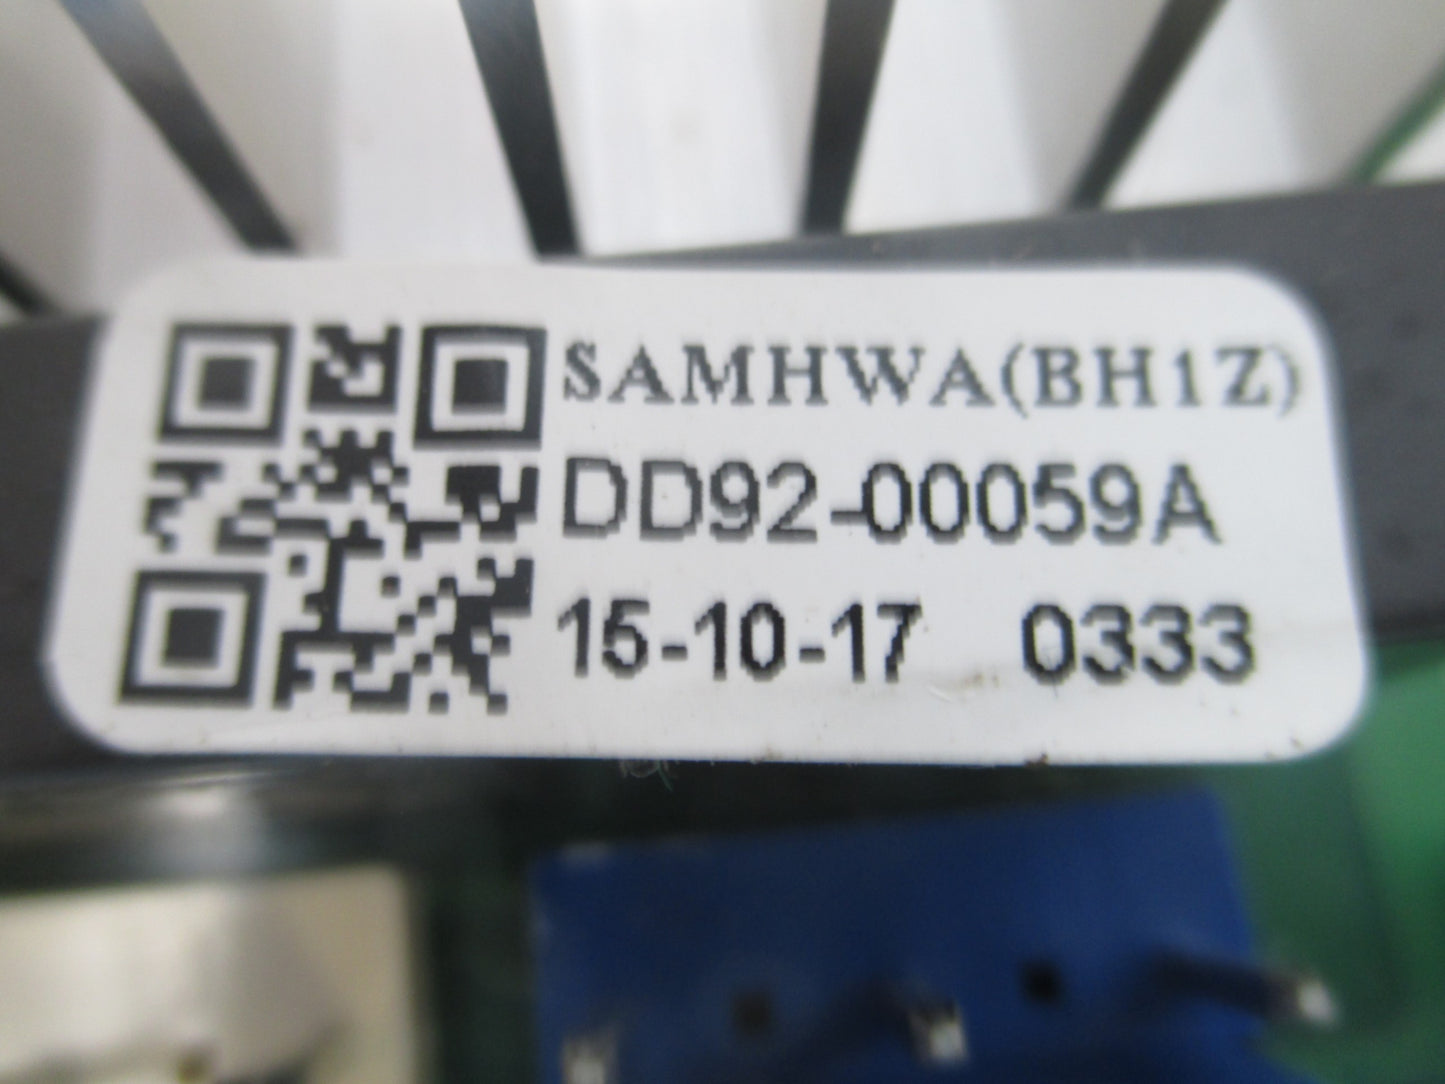 SAMHWA(BH1Z)
DD92-00059A
15-10-17 0333